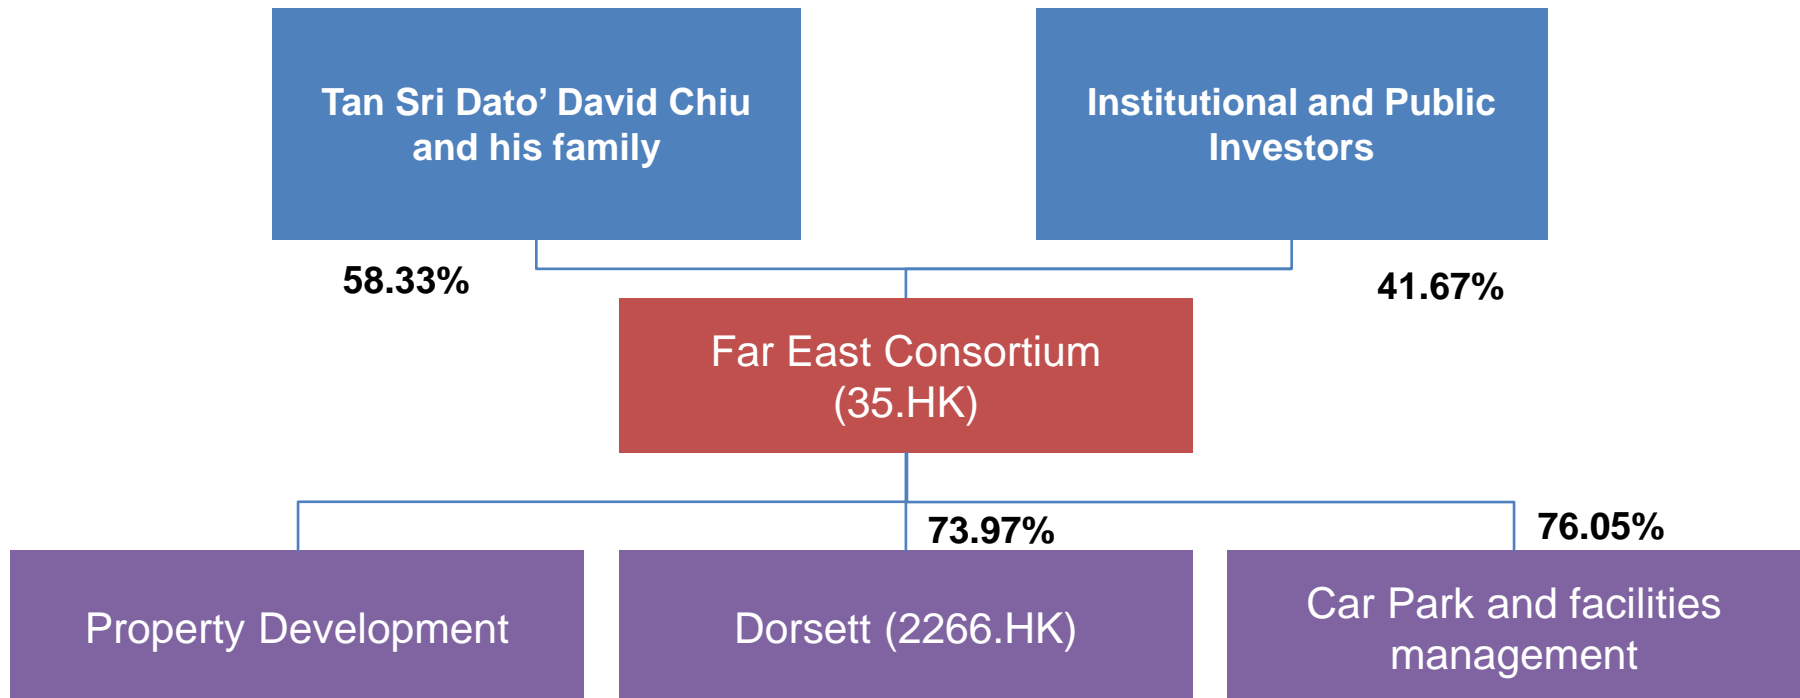 Tan Sri Dato’ David Chiu
and his family
Institutional and Public
Investors
58.33%
41.67%
Far East Consortium
(35.HK)
73.97%
76.05%
Property Development
Dorsett (2266.HK)
Car Park and facilities
management